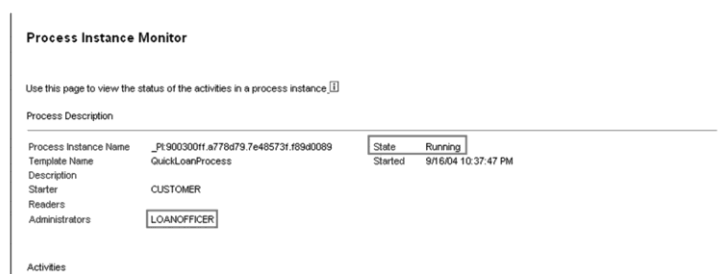 Process Instance Monitor
Use this page to view the status of the activities in a process instance.
Process Description
Process Instance Name _PI:900300ff.a778d79.7e48573f.f89d0089 State Running
Template Name QuickLoanProcess Started 9/16/04 10:37:47 PM
Description
Starter CUSTOMER
Readers
Administrators LOANOFFICER
Activities